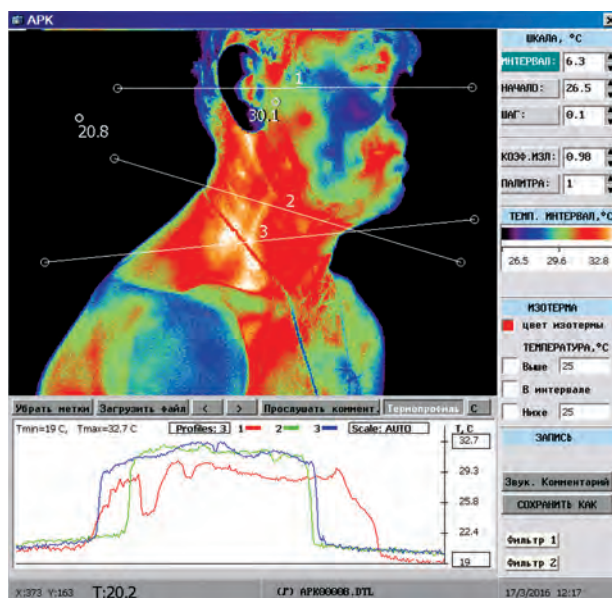 APK
ШКАЛА, °C
ИНТЕРВАЛ: 6.3
НАЧАЛО: 26.5
ШАГ: 0.1
КОЭФ.ИЗЛ: 0.98
ПАЛИТРА: 1
ТЕМП. ИНТЕРВАЛ,°C
26.5 29.6 32.8
ИЗОТЕРМА
цвет изотермы
ТЕМПЕРАТУРА,°C
Выше 25
В интервале
Ниже 25
ЗАПИСЬ
Звук. Комментарий
СОХРАНИТЬ КАК
Фильтр 1
Фильтр 2
1
30.1
20.8
2
3
Убрать метки Загрузить файл < > Прослушать коммент. Термопрофиль C
Tmin=19 C, Tmax=32.7 C Profiles: 3 1 2 3 Scale: AUTO T, C
32.7
29.3
25.8
22.4
19
X:373 Y:163 T:20.2 (♪) APK0000B.DTL 17/3/2016 12:17